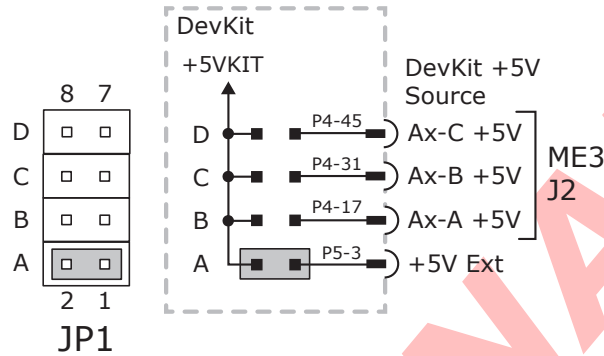 DevKit
+5VKIT
DevKit +5V
Source
8 7
D
C
B
A
2 1
JP1
D P4-45 Ax-C +5V
C P4-31 Ax-B +5V
B P4-17 Ax-A +5V
A P5-3 +5V Ext
ME3
J2